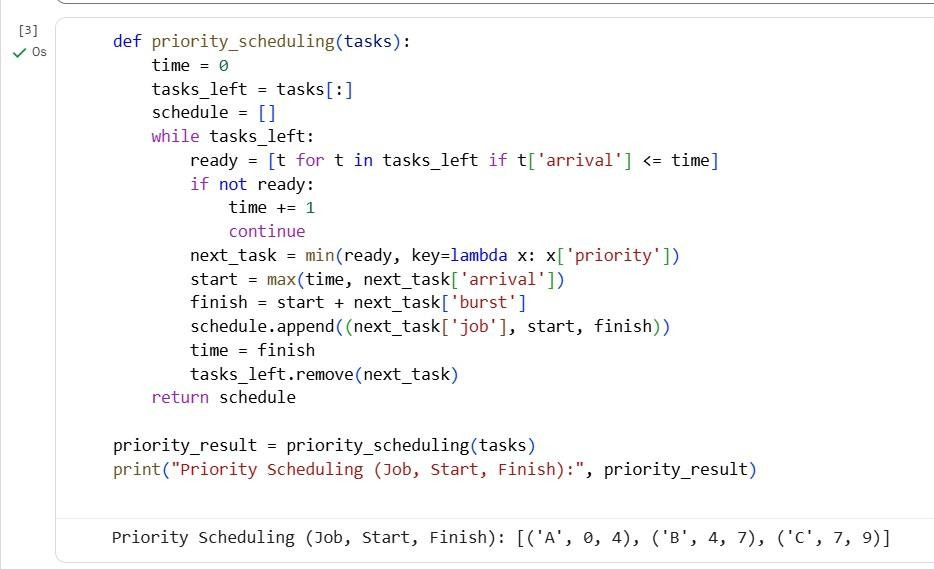 [3]
0s
def priority_scheduling(tasks):
    time = 0
    tasks_left = tasks[:]
    schedule = []
    while tasks_left:
        ready = [t for t in tasks_left if t['arrival'] <= time]
        if not ready:
            time += 1
            continue
        next_task = min(ready, key=lambda x: x['priority'])
        start = max(time, next_task['arrival'])
        finish = start + next_task['burst']
        schedule.append((next_task['job'], start, finish))
        time = finish
        tasks_left.remove(next_task)
    return schedule
priority_result = priority_scheduling(tasks)
print("Priority Scheduling (Job, Start, Finish):", priority_result)
Priority Scheduling (Job, Start, Finish): [('A', 0, 4), ('B', 4, 7), ('C', 7, 9)]